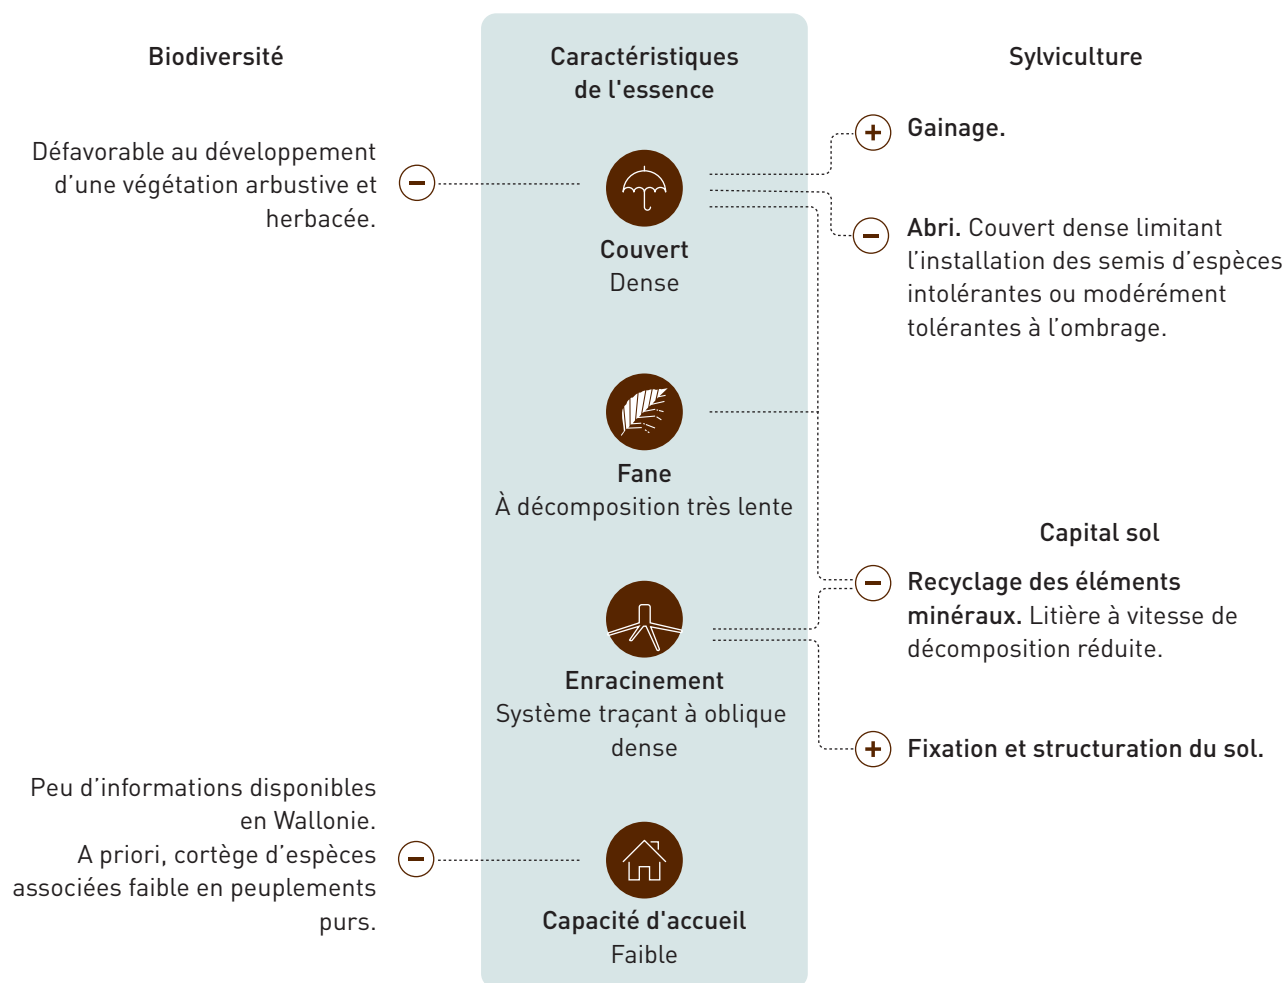 Biodiversité
Défavorable au développement
d’une végétation arbustive et
herbacée.
Peu d’informations disponibles
en Wallonie.
A priori, cortège d’espèces
associées faible en peuplements
purs.
Caractéristiques
de l'essence
Couvert
Dense
Fane
À décomposition très lente
Enracinement
Système traçant à oblique
dense
Capacité d'accueil
Faible
Sylviculture
Gainage.
Abri. Couvert dense limitant
l’installation des semis d’espèces
intolérantes ou modérément
tolérantes à l’ombrage.
Capital sol
Recyclage des éléments
minéraux. Litière à vitesse de
décomposition réduite.
Fixation et structuration du sol.